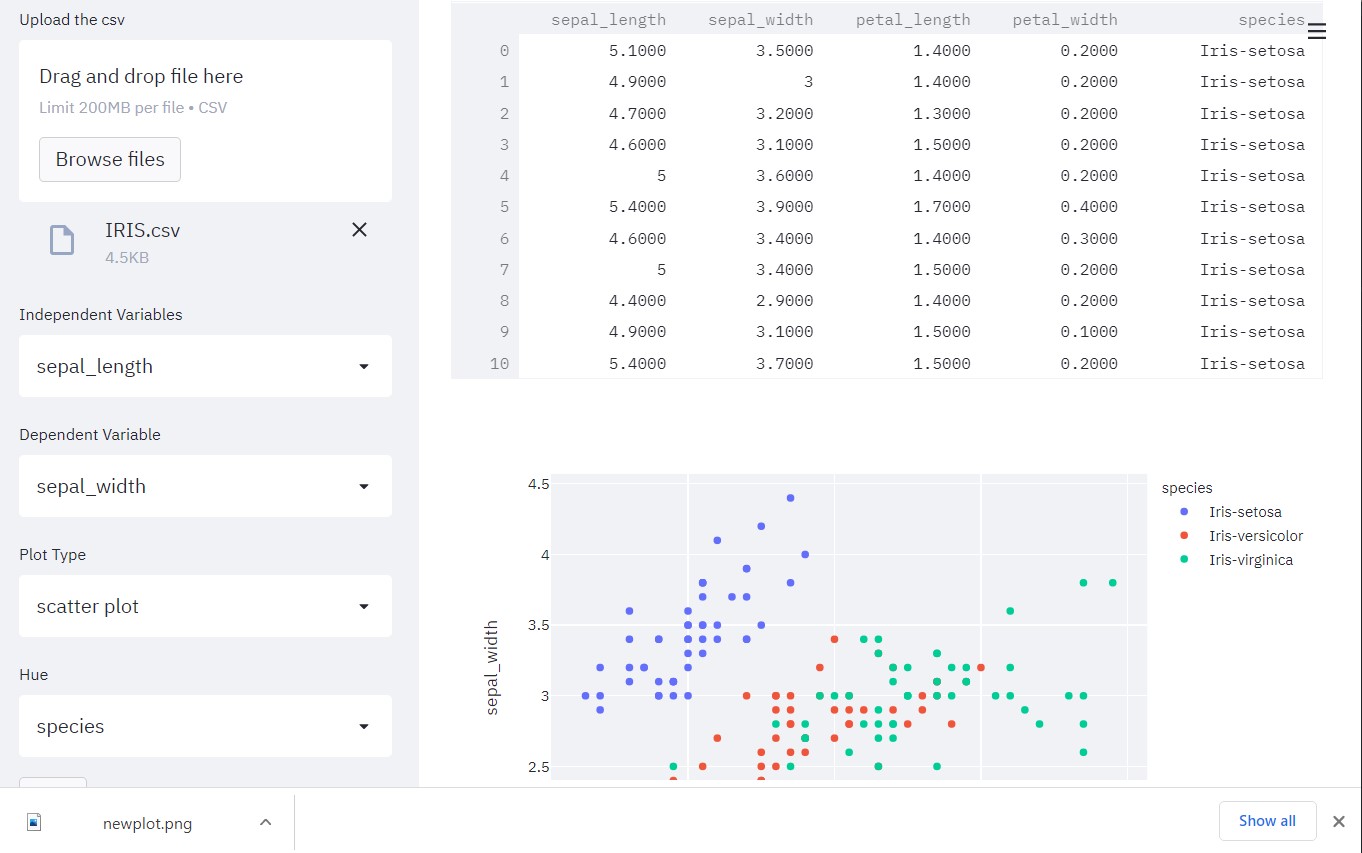 Upload the csv
Drag and drop file here
Limit 200MB per file • CSV
Browse files
IRIS.csv
4.5KB
Independent Variables
sepal_length
Dependent Variable
sepal_width
Plot Type
scatter plot
Hue
species
sepal_length sepal_width petal_length petal_width species
0 5.1000 3.5000 1.4000 0.2000 Iris-setosa
1 4.9000 3 1.4000 0.2000 Iris-setosa
2 4.7000 3.2000 1.3000 0.2000 Iris-setosa
3 4.6000 3.1000 1.5000 0.2000 Iris-setosa
4 5 3.6000 1.4000 0.2000 Iris-setosa
5 5.4000 3.9000 1.7000 0.4000 Iris-setosa
6 4.6000 3.4000 1.4000 0.3000 Iris-setosa
7 5 3.4000 1.5000 0.2000 Iris-setosa
8 4.4000 2.9000 1.4000 0.2000 Iris-setosa
9 4.9000 3.1000 1.5000 0.1000 Iris-setosa
10 5.4000 3.7000 1.5000 0.2000 Iris-setosa
4.5
4
3.5
3
2.5
sepal_width
species
Iris-setosa
Iris-versicolor
Iris-virginica
newplot.png
Show all